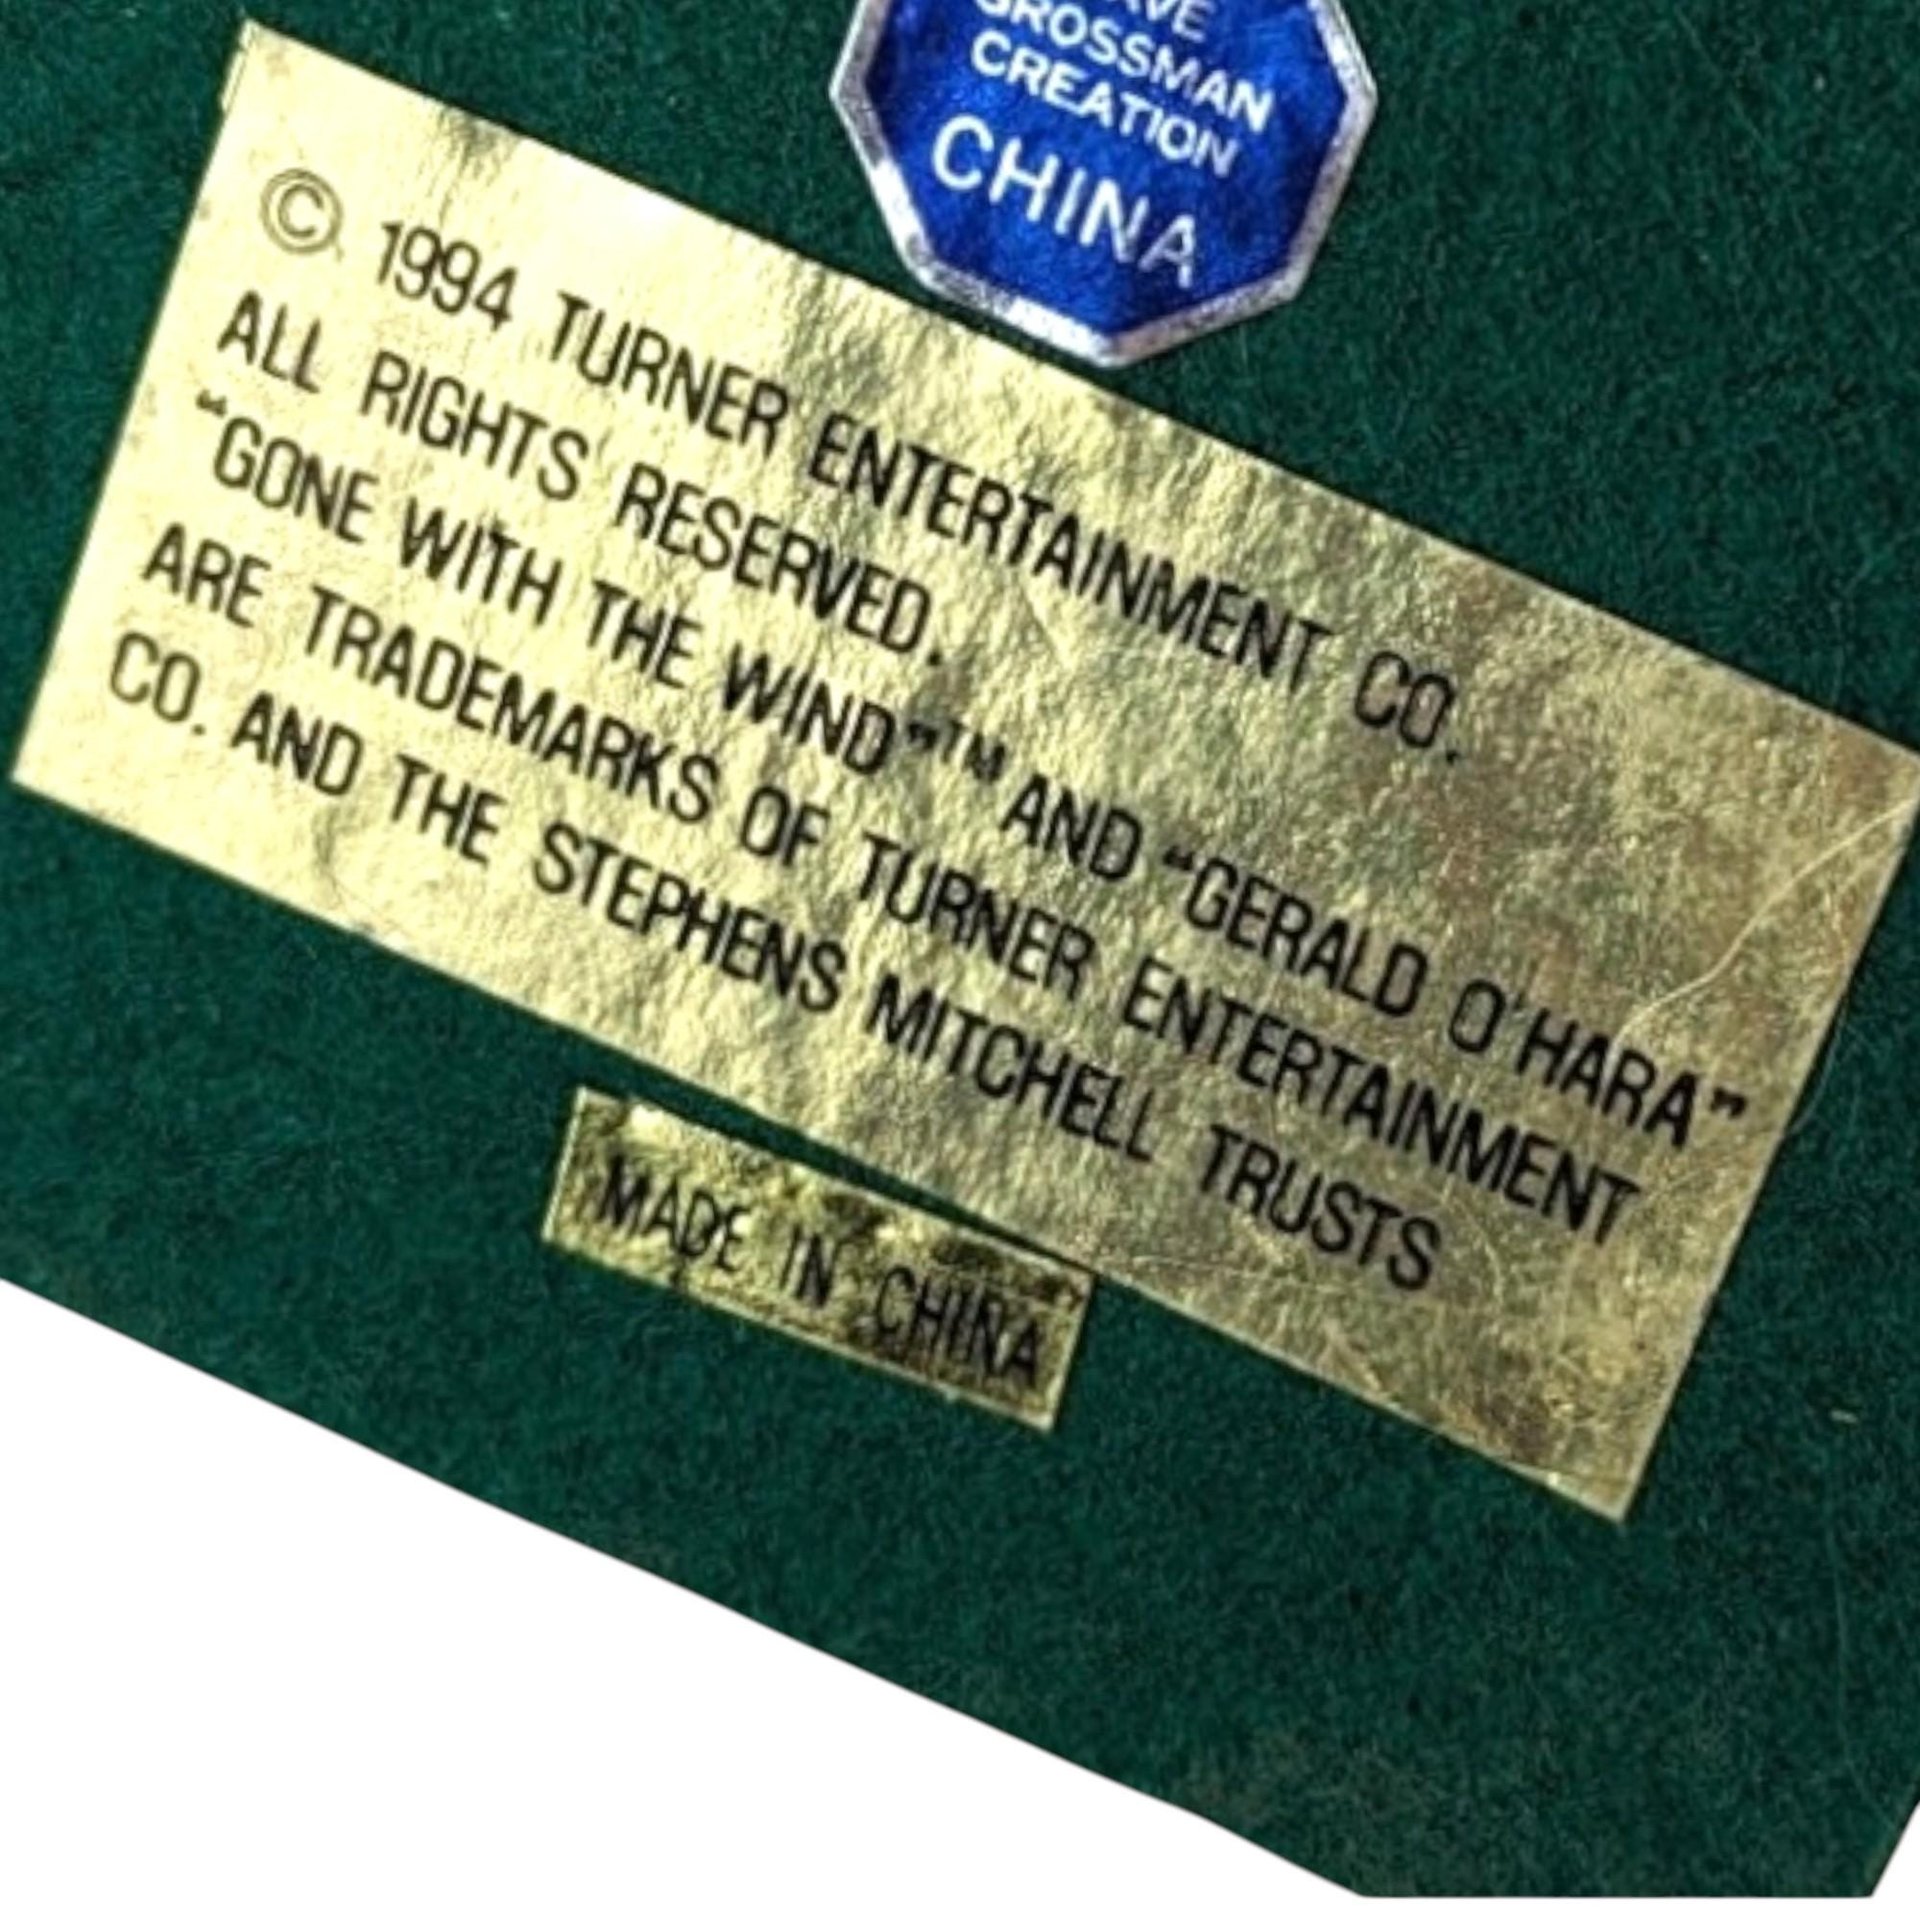 GROSSMAN
CREATION
CHINA
© 1994 TURNER ENTERTAINMENT CO.
ALL RIGHTS RESERVED.
“GONE WITH THE WIND”™ AND “GERALD O'HARA”
ARE TRADEMARKS OF TURNER ENTERTAINMENT
CO. AND THE STEPHENS MITCHELL TRUSTS
MADE IN CHINA